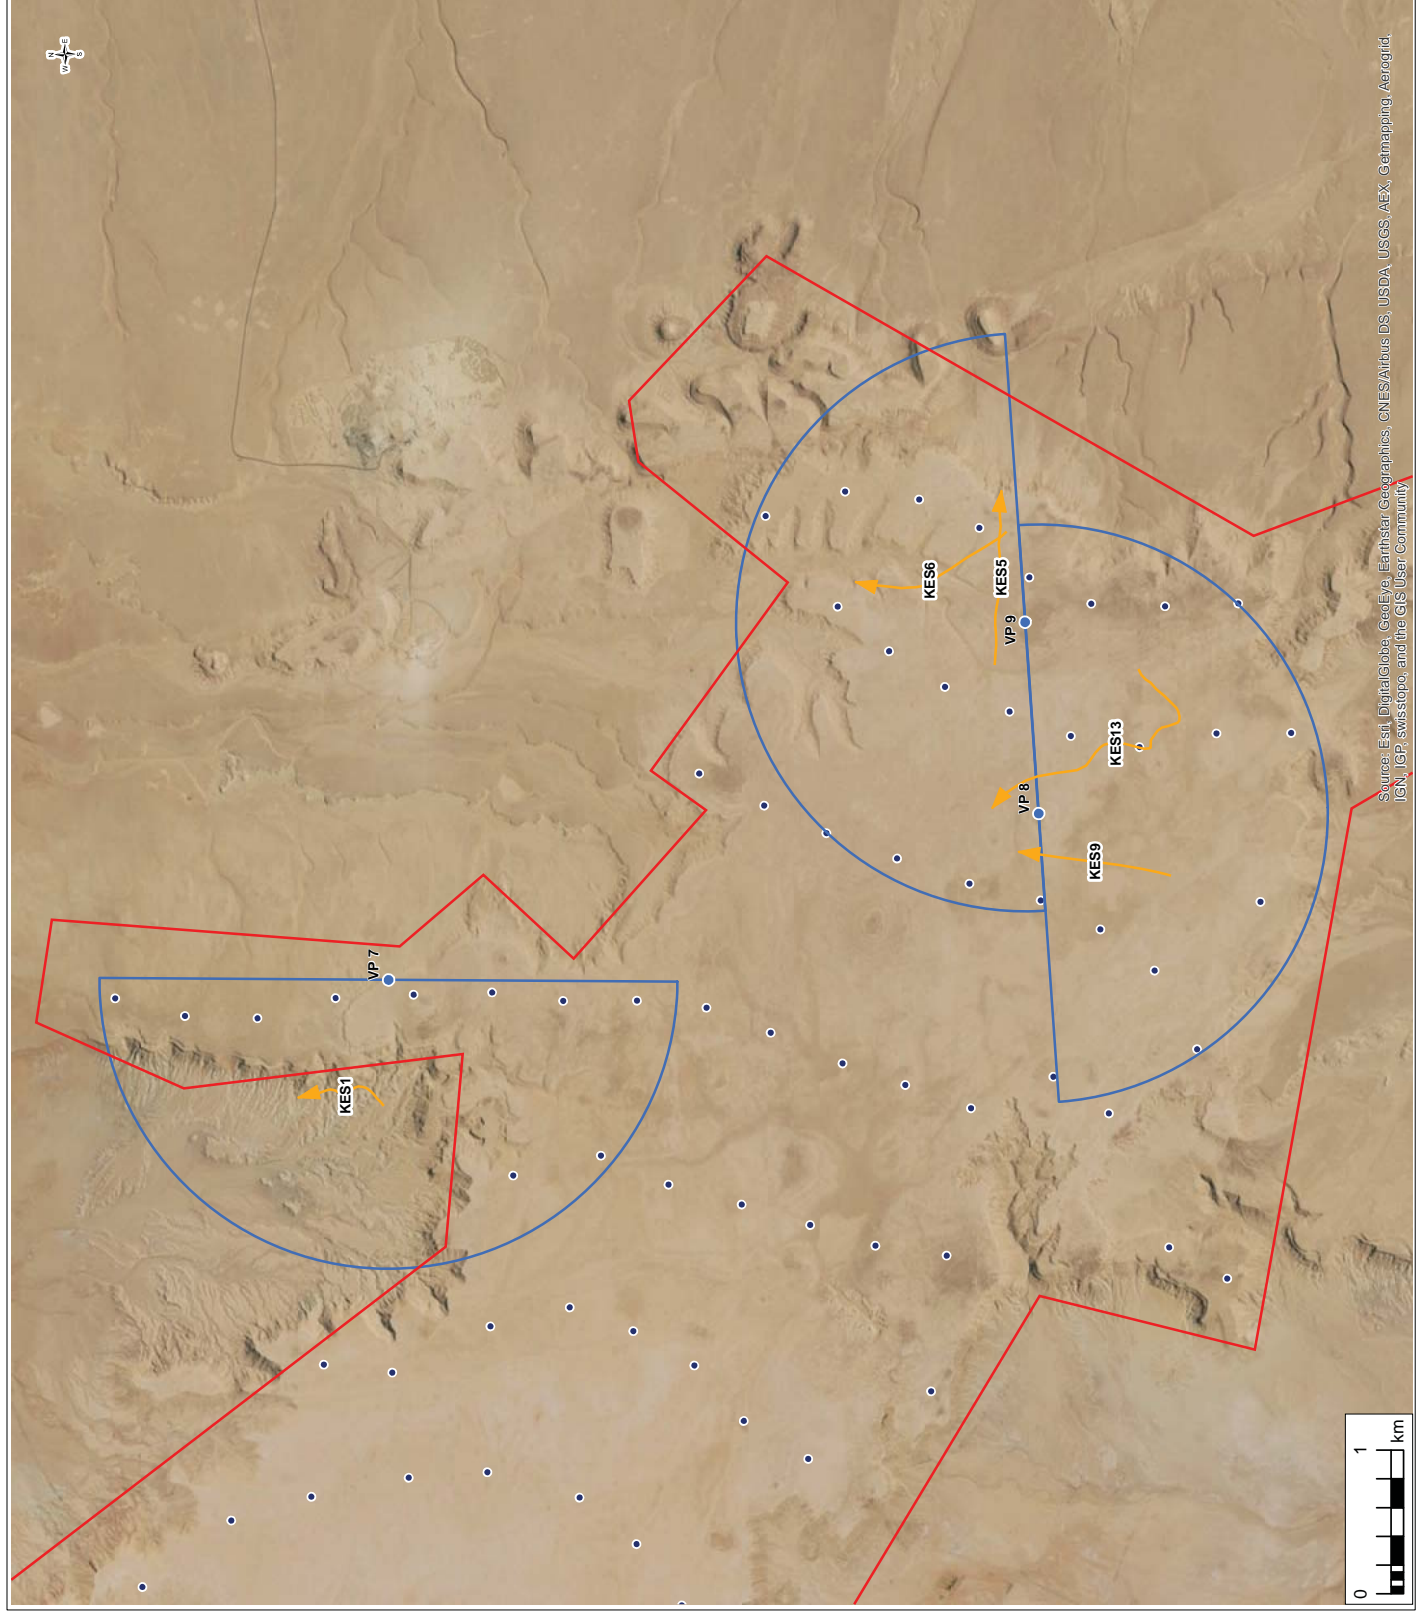 N
E
S
W
VP 7
KES1
KES6
KES5
VP 9
KES13
VP 8
KES9
Source: Esri, DigitalGlobe, GeoEye, Earthstar Geographics, CNES/Airbus DS, USDA, USGS, AEX, Getmapping, Aerogrid,
IGN, IGP, swisstopo, and the GIS User Community
0 1
km